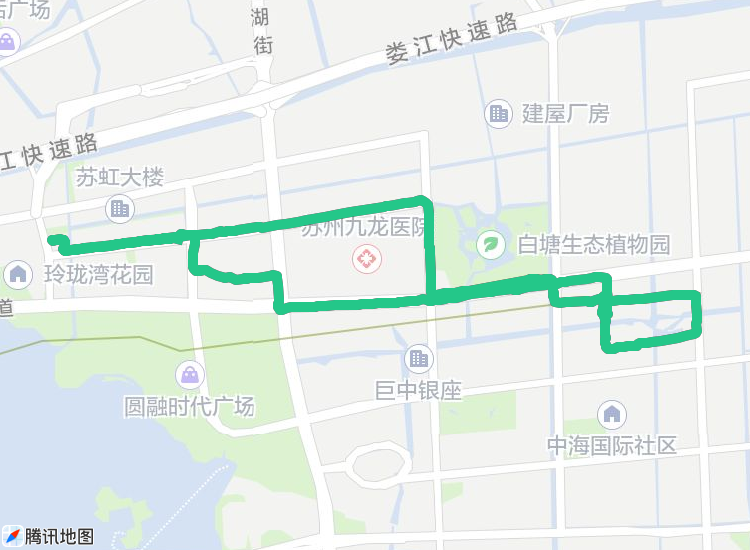 后广场
湖街
娄江快速路
建屋厂房
江快速路
苏虹大楼
苏州九龙医院
白塘生态植物园
玲珑湾花园
道
巨中银座
圆融时代广场
中海国际社区
腾讯地图